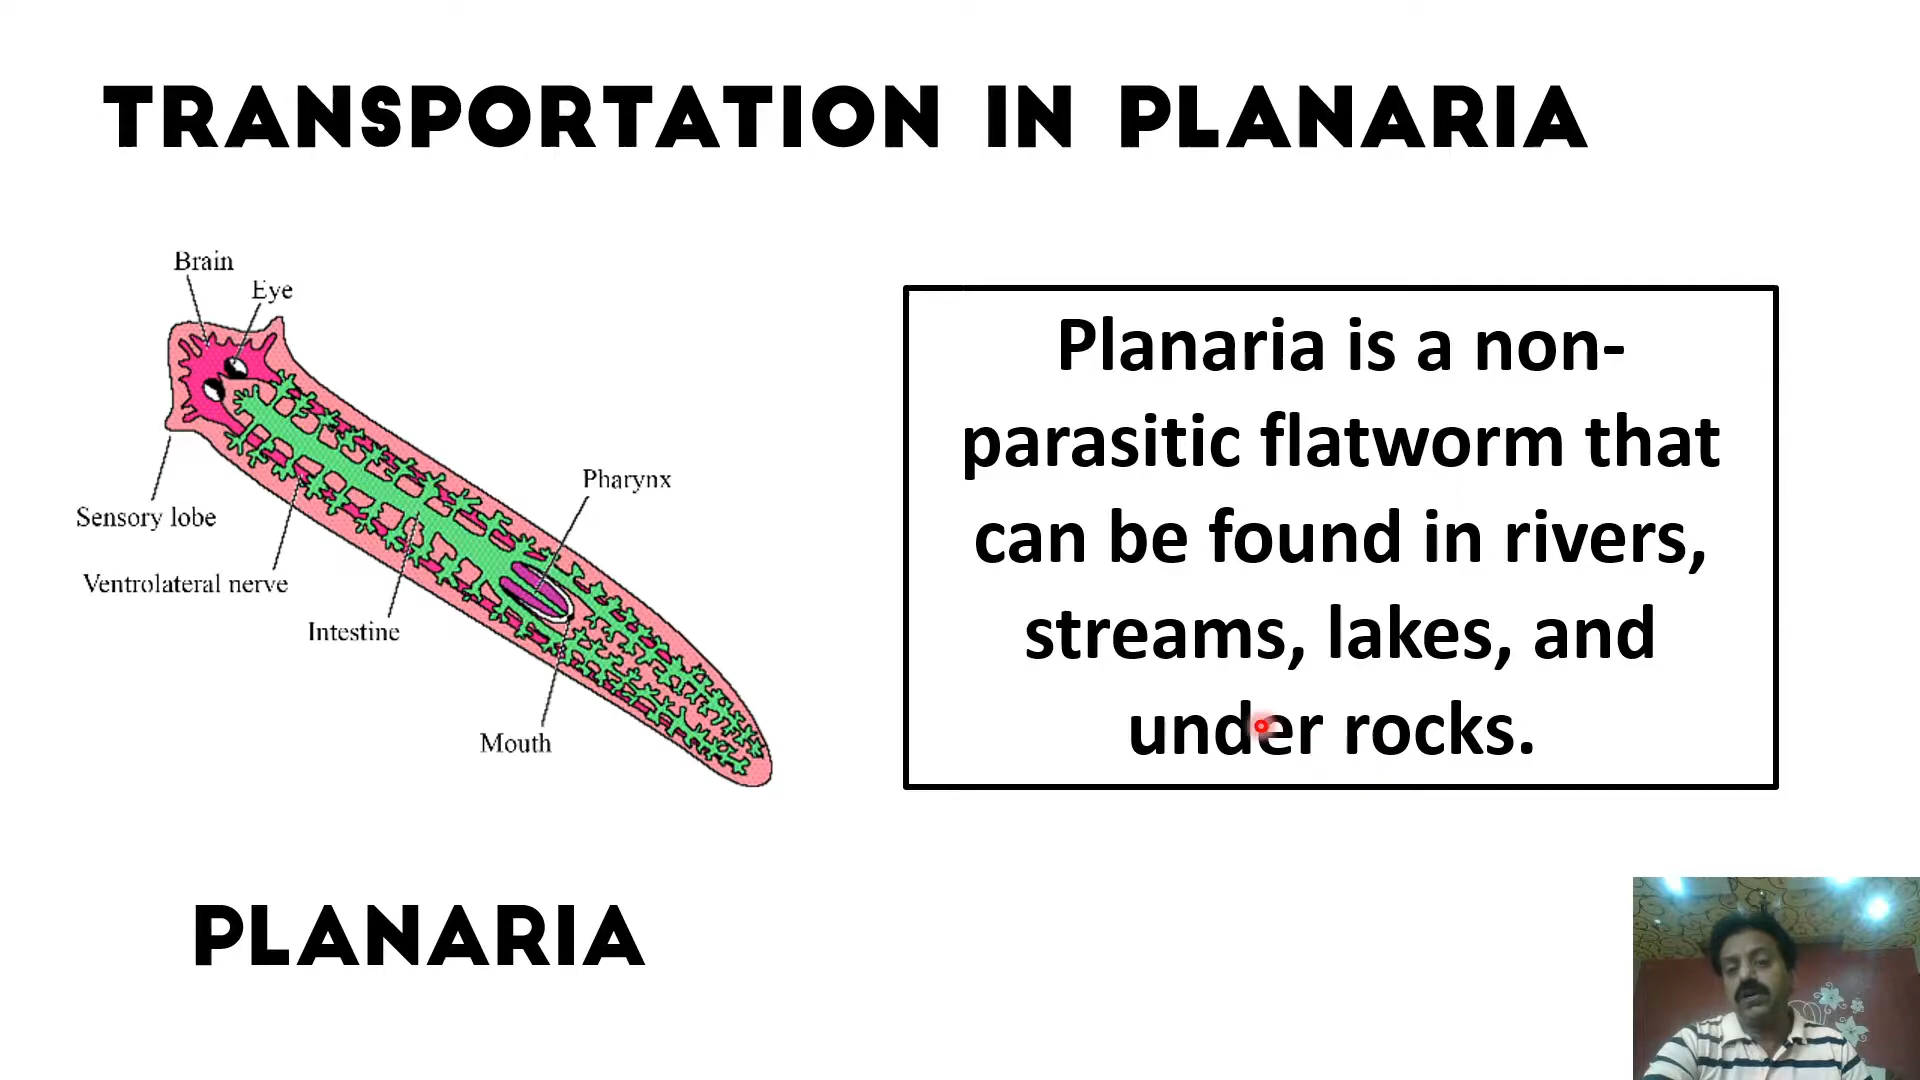 TRANSPORTATION IN PLANARIA
Brain
Eye
Pharynx
Sensory lobe
Ventrolateral nerve
Intestine
Mouth
Planaria is a non-
parasitic flatworm that
can be found in rivers,
streams, lakes, and
under rocks.
PLANARIA